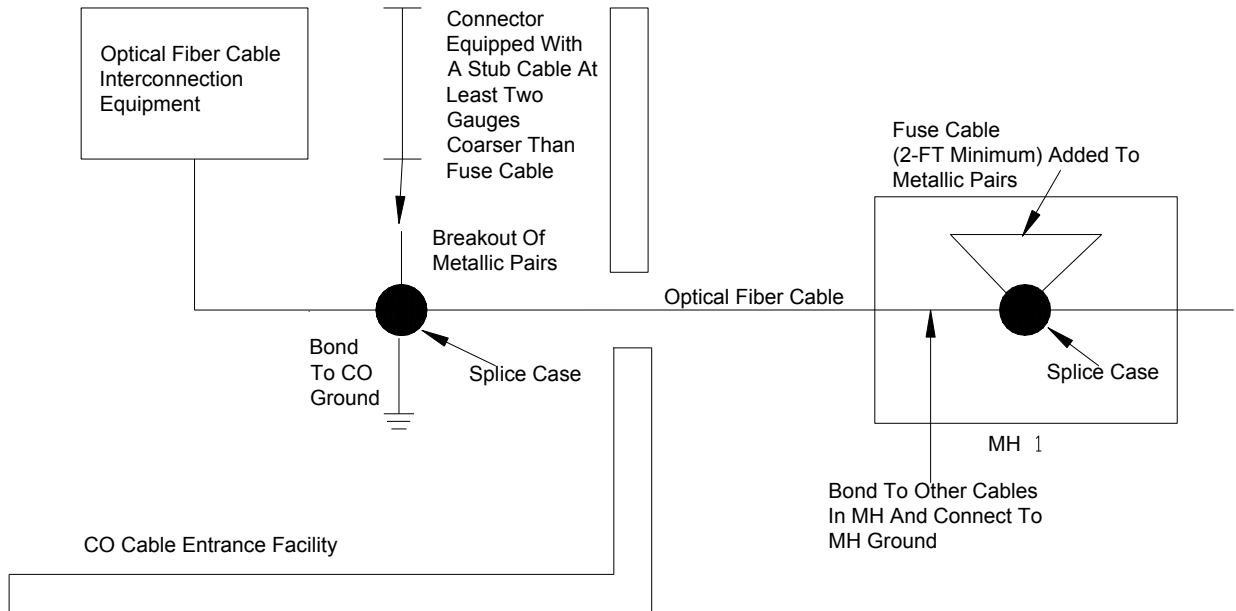 Optical Fiber Cable
Interconnection
Equipment
Connector
Equipped With
A Stub Cable At
Least Two
Gauges
Coarser Than
Fuse Cable
Breakout Of
Metallic Pairs
Bond
To CO
Ground
Splice Case
CO Cable Entrance Facility
Optical Fiber Cable
Fuse Cable
(2-FT Minimum) Added To
Metallic Pairs
Splice Case
MH 1
Bond To Other Cables
In MH And Connect To
MH Ground